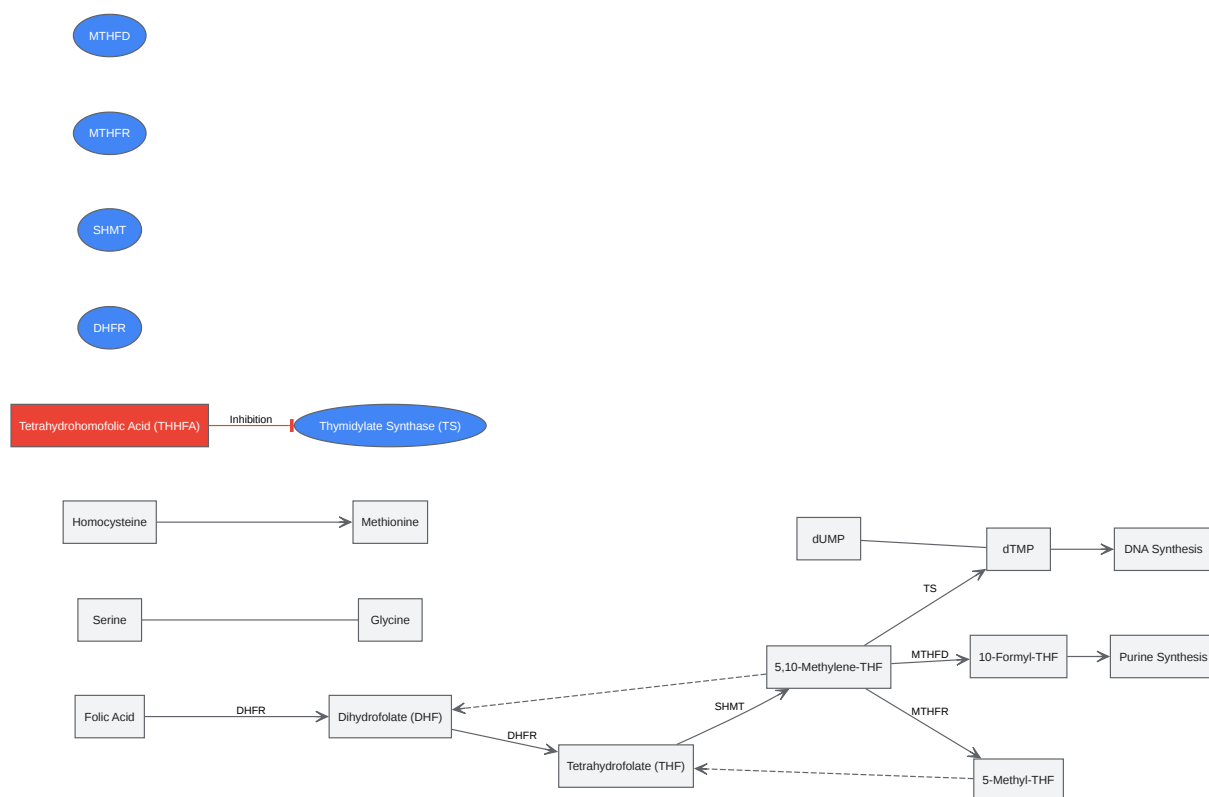 MTHFD
MTHFR
SHMT
DHFR
Tetrahydrohomofolic Acid (THHFA)
Inhibition
Thymidylate Synthase (TS)
Homocysteine
Methionine
dUMP
dTMP
DNA Synthesis
TS
Serine
Glycine
5,10-Methylene-THF
MTHFD
10-Formyl-THF
Purine Synthesis
Folic Acid
DHFR
Dihydrofolate (DHF)
SHMT
MTHFR
DHFR
Tetrahydrofolate (THF)
5-Methyl-THF